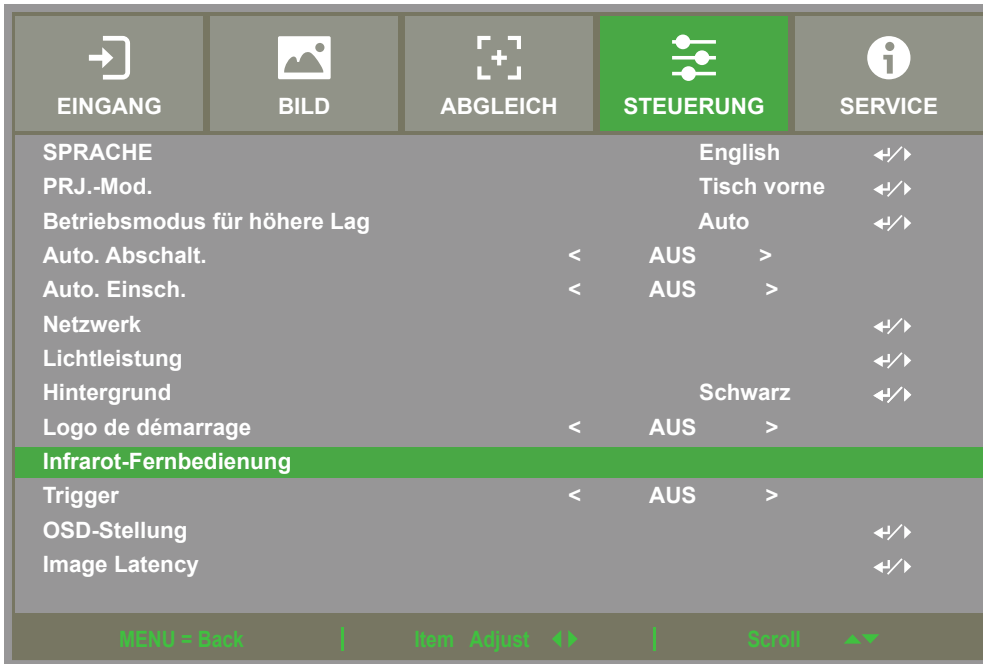 EINGANG BILD ABGLEICH STEUERUNG SERVICE
SPRACHE English
PRJ.-Mod. Tisch vorne
Betriebsmodus für höhere Lag Auto
Auto. Abschalt. < AUS >
Auto. Einsch. < AUS >
Netzwerk
Lichtleistung
Hintergrund Schwarz
Logo de démarrage < AUS >
Infrarot-Fernbedienung
Trigger < AUS >
OSD-Stellung
Image Latency
MENU = Back | Item Adjust | Scroll